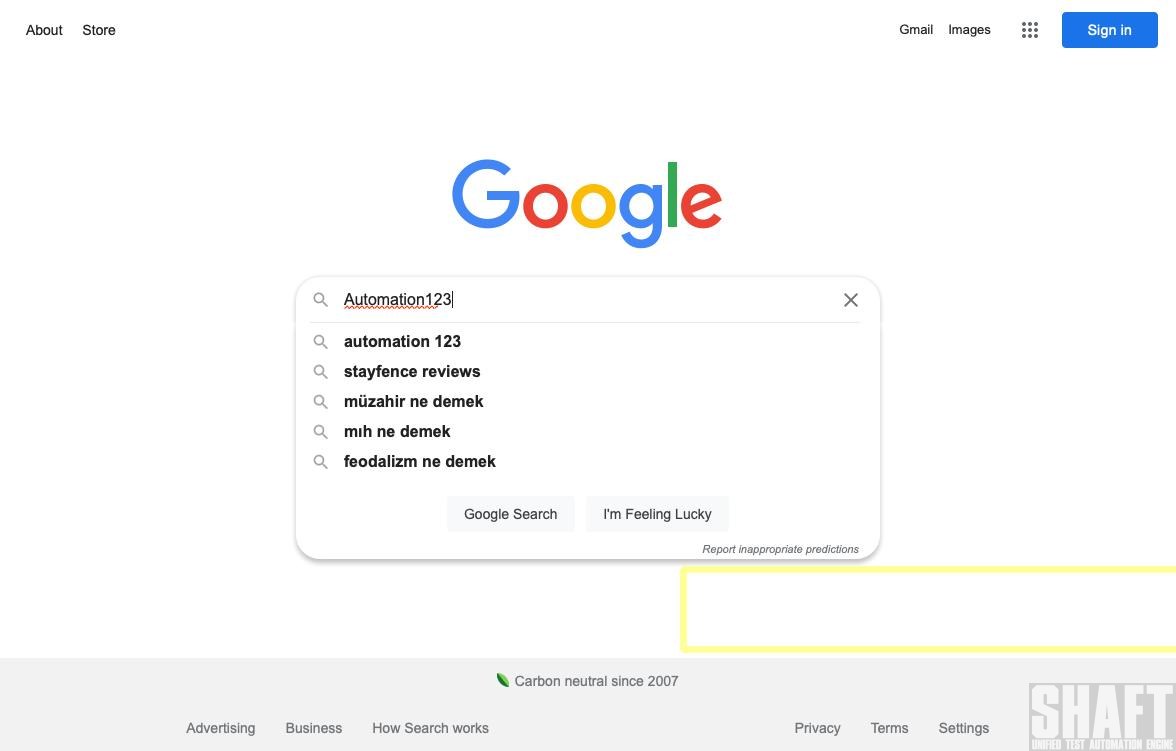 About Store
Gmail Images
Sign in
Google
Automation123
automation 123
stayfence reviews
müzahir ne demek
mıh ne demek
feodalizm ne demek
Google Search I'm Feeling Lucky
Report inappropriate predictions
Carbon neutral since 2007
Advertising Business How Search works
Privacy Terms Settings
SHAFT
UNIFIED TEST AUTOMATION ENGINE